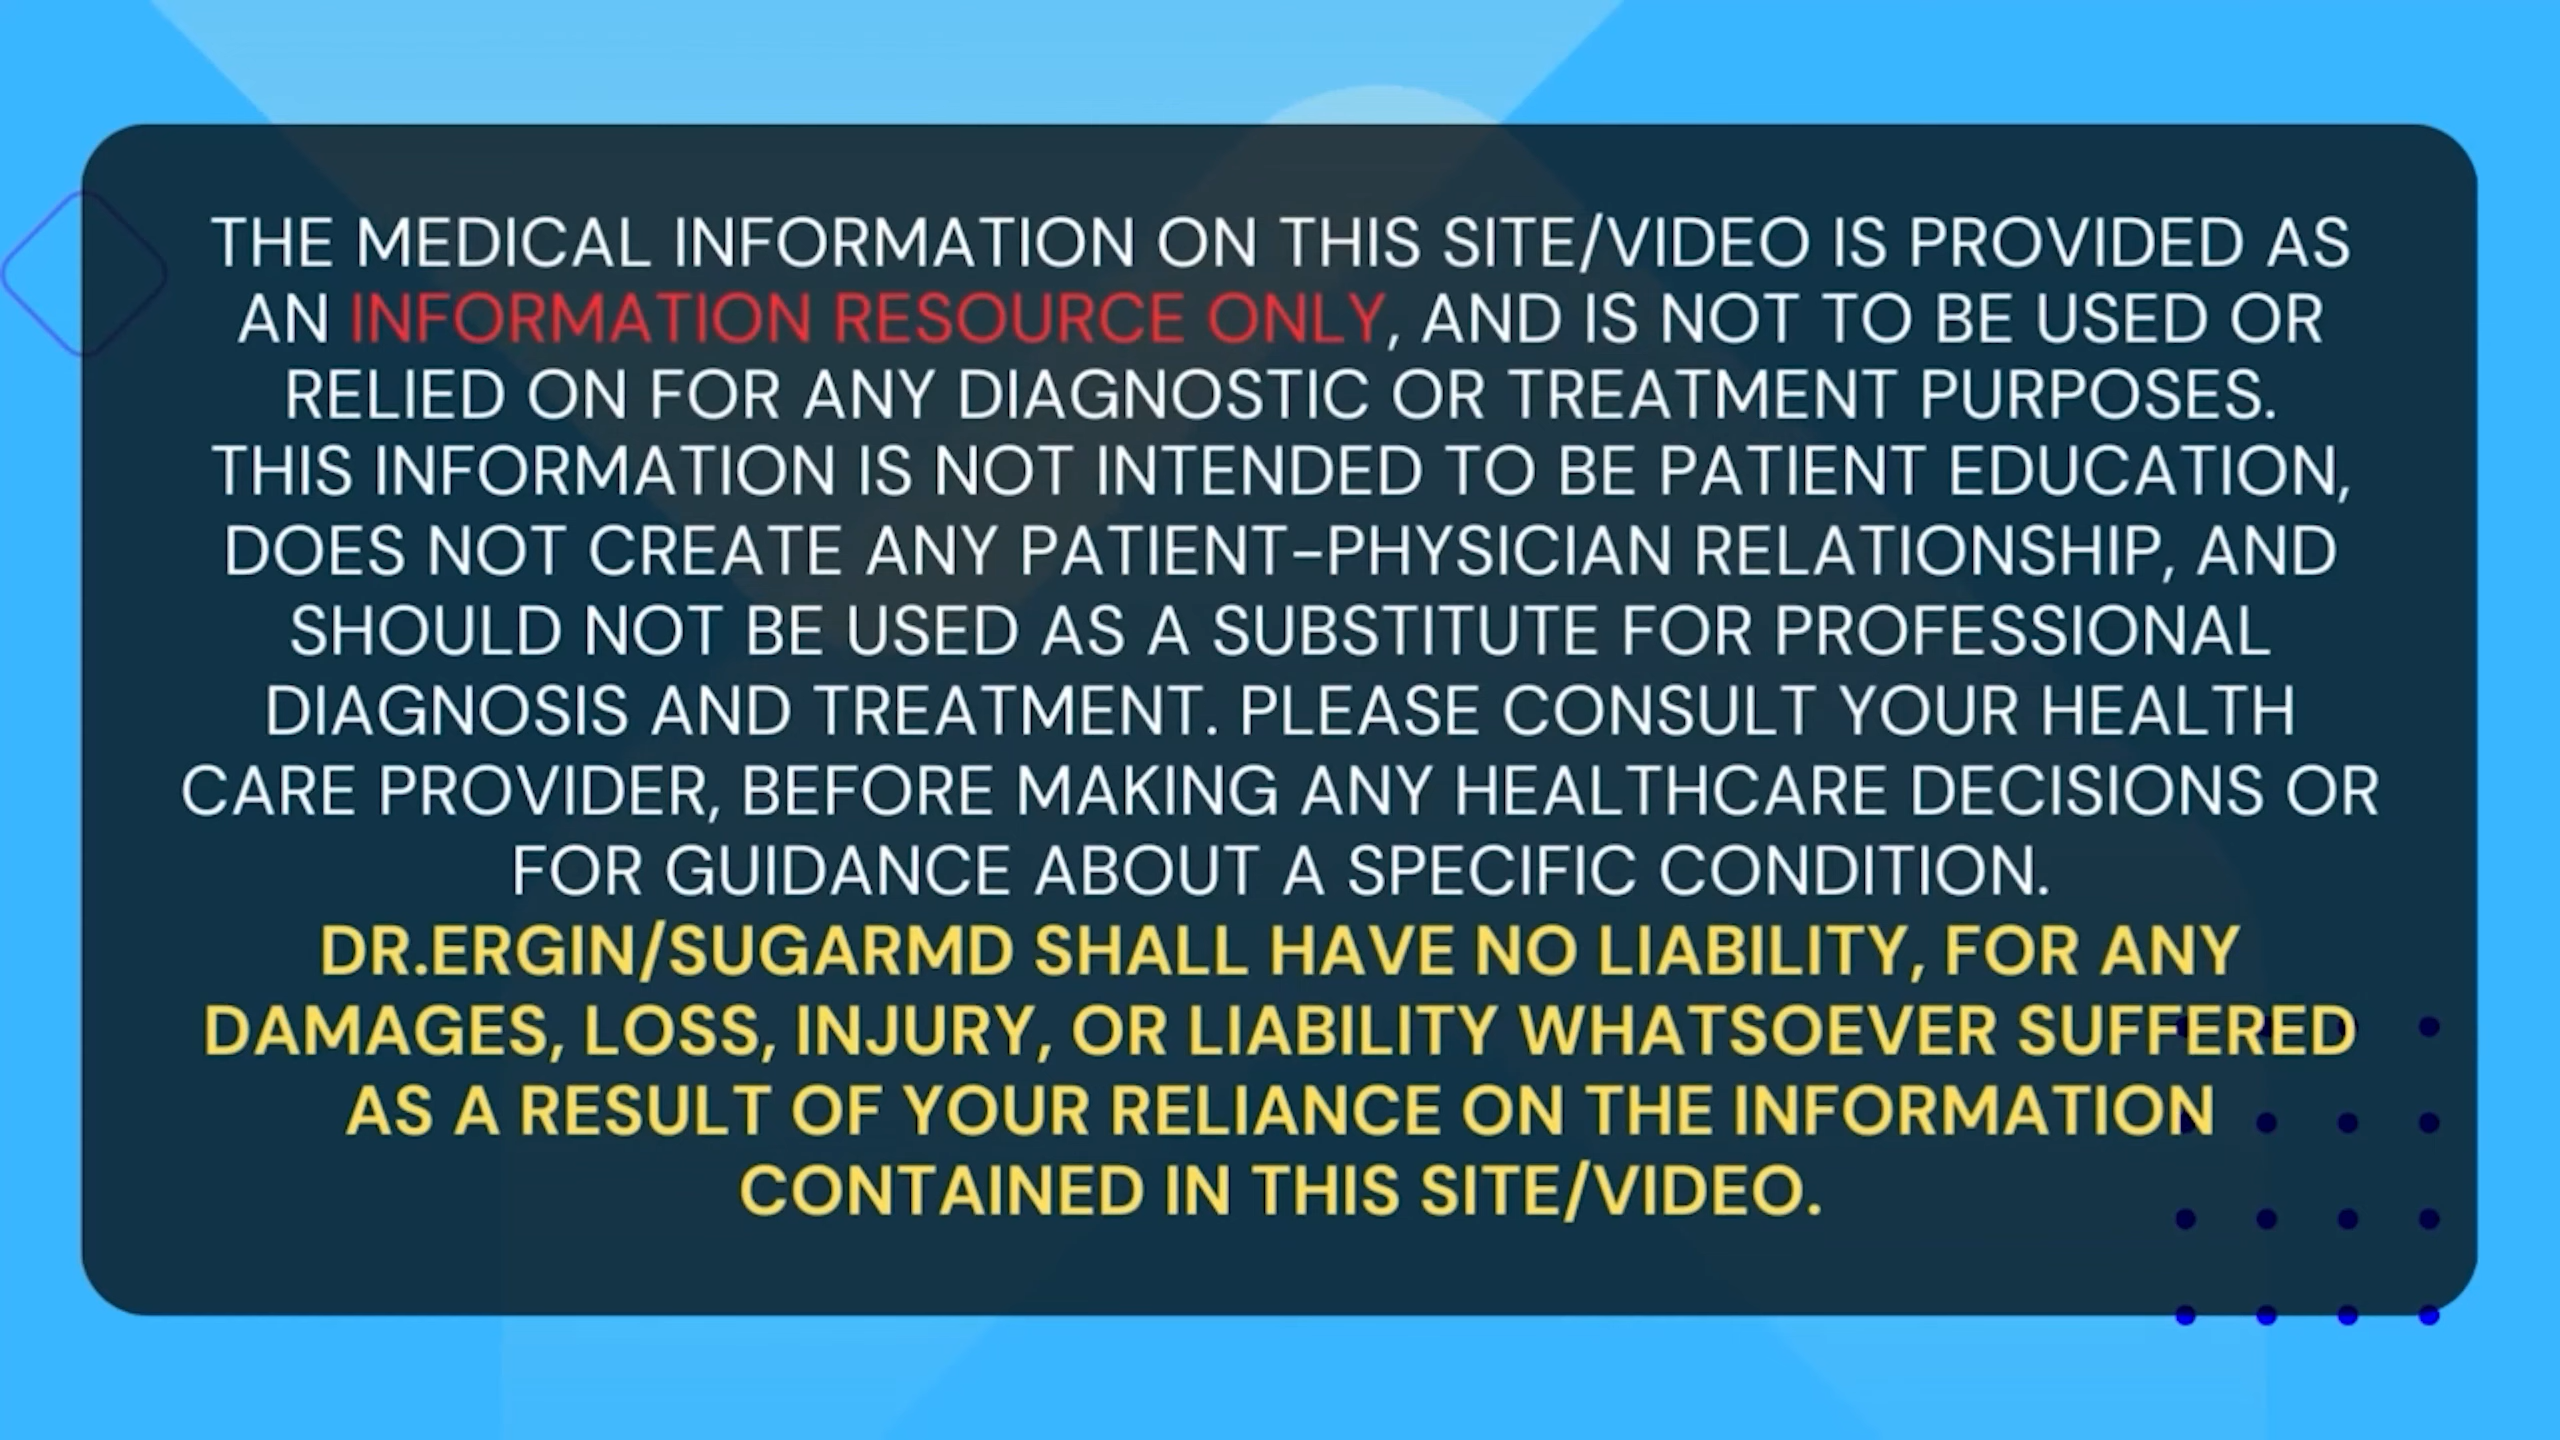 THE MEDICAL INFORMATION ON THIS SITE/VIDEO IS PROVIDED AS
AN INFORMATION RESOURCE ONLY, AND IS NOT TO BE USED OR
RELIED ON FOR ANY DIAGNOSTIC OR TREATMENT PURPOSES.
THIS INFORMATION IS NOT INTENDED TO BE PATIENT EDUCATION,
DOES NOT CREATE ANY PATIENT-PHYSICIAN RELATIONSHIP, AND
SHOULD NOT BE USED AS A SUBSTITUTE FOR PROFESSIONAL
DIAGNOSIS AND TREATMENT. PLEASE CONSULT YOUR HEALTH
CARE PROVIDER, BEFORE MAKING ANY HEALTHCARE DECISIONS OR
FOR GUIDANCE ABOUT A SPECIFIC CONDITION.
DR.ERGIN/SUGARMD SHALL HAVE NO LIABILITY, FOR ANY
DAMAGES, LOSS, INJURY, OR LIABILITY WHATSOEVER SUFFERED
AS A RESULT OF YOUR RELIANCE ON THE INFORMATION
CONTAINED IN THIS SITE/VIDEO.